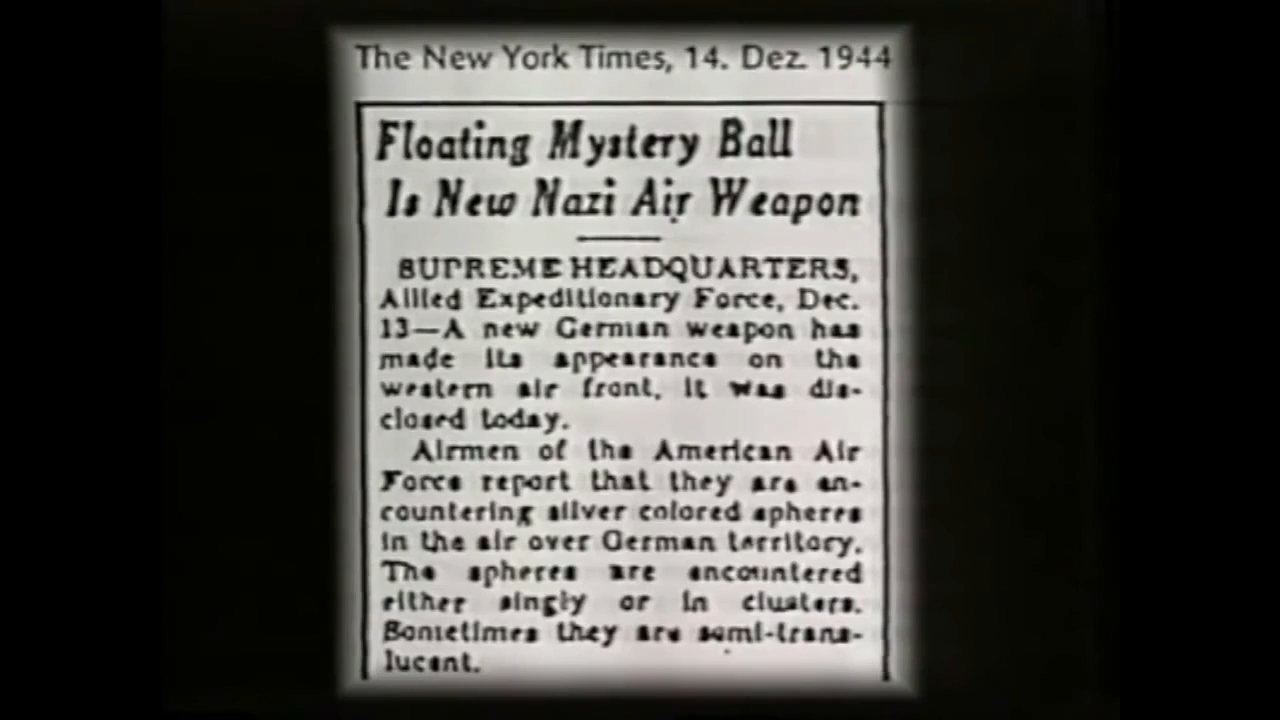 The New York Times, 14. Dez. 1944
Floating Mystery Ball
Is New Nazi Air Weapon
SUPREME HEADQUARTERS,
Allied Expeditionary Force, Dec.
13—A new German weapon has
made its appearance on the
western air front, it was dis-
closed today.
Airmen of the American Air
Force report that they are en-
countering silver colored spheres
in the air over German territory.
The spheres are encountered
either singly or in clusters.
Sometimes they are semi-trans-
lucent.